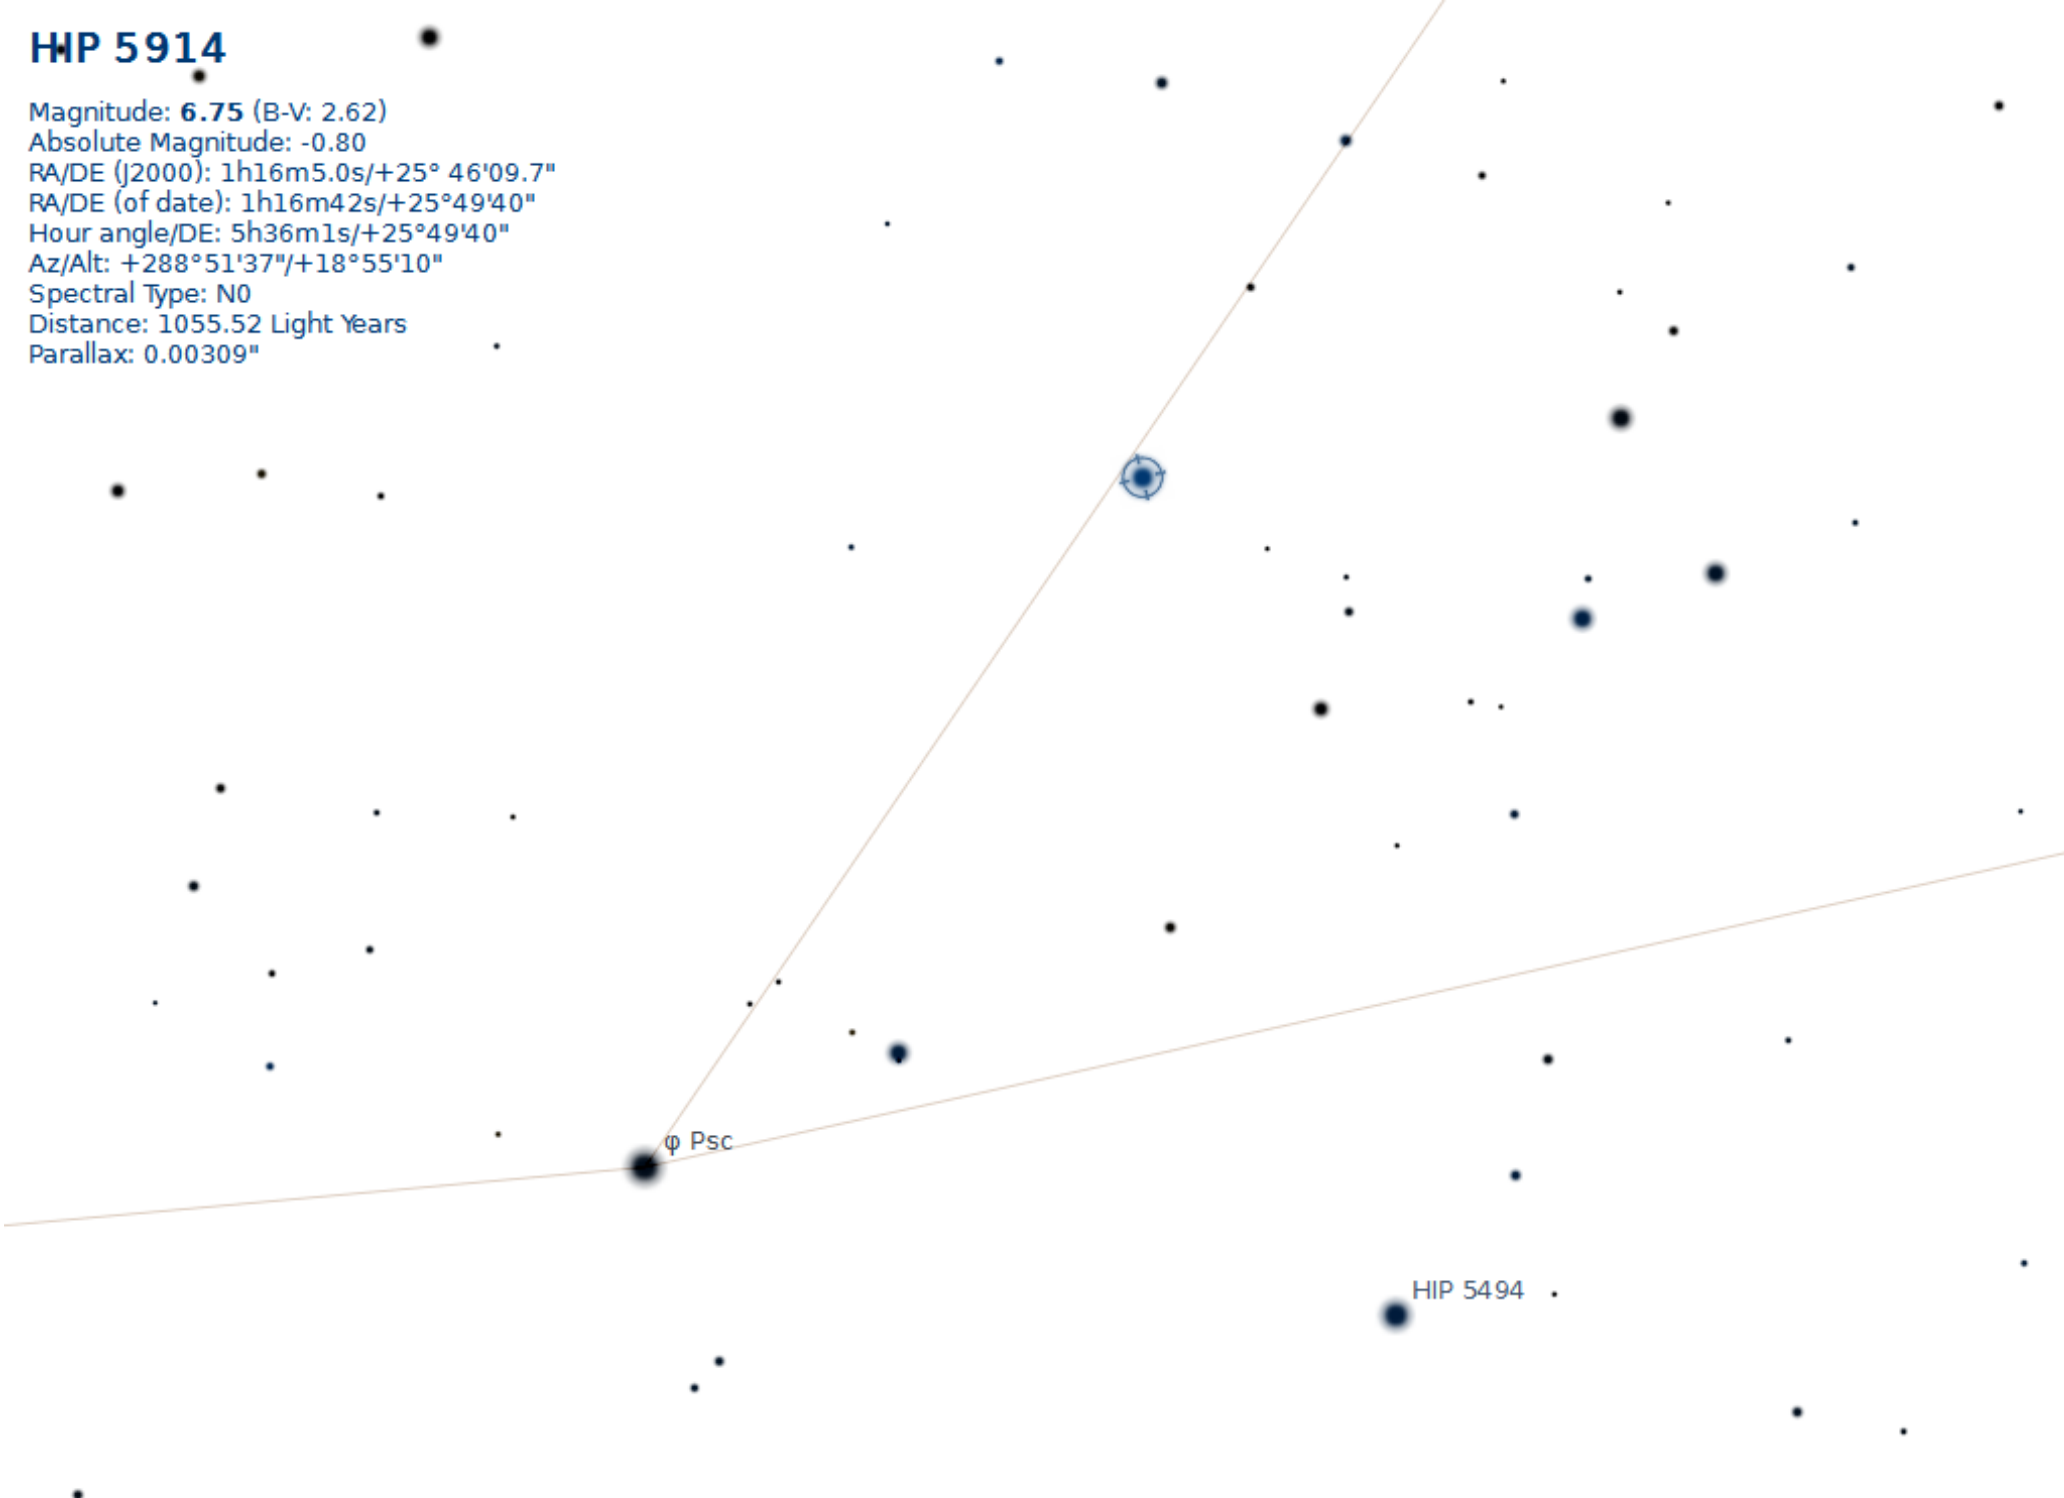 HIP 5914
Magnitude: 6.75 (B-V: 2.62)
Absolute Magnitude: -0.80
RA/DE (J2000): 1h16m5.0s/+25° 46'09.7"
RA/DE (of date): 1h16m42s/+25°49'40"
Hour angle/DE: 5h36m1s/+25°49'40"
Az/Alt: +288°51'37"/+18°55'10"
Spectral Type: N0
Distance: 1055.52 Light Years
Parallax: 0.00309"
φ Psc
HIP 5494